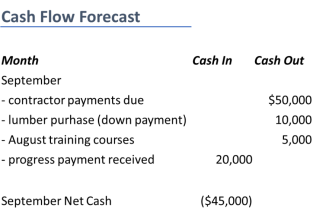 Cash Flow Forecast
Month Cash In Cash Out
September
- contractor payments due $50,000
- lumber purhase (down payment) 10,000
- August training courses 5,000
- progress payment received 20,000
September Net Cash ($45,000)